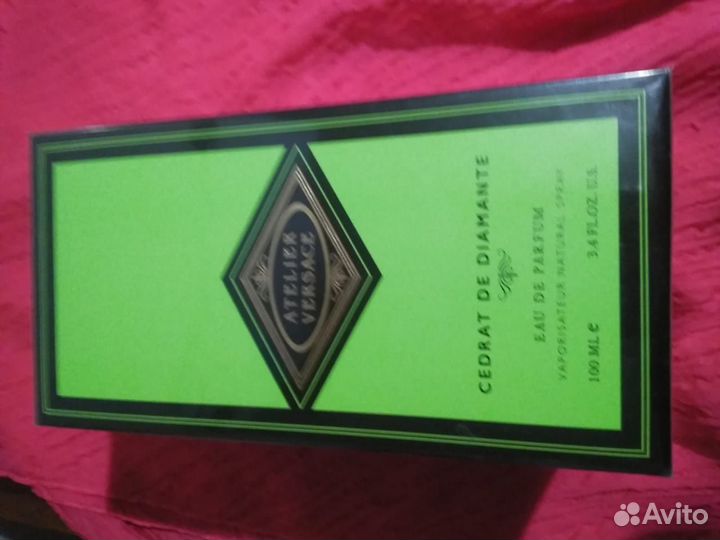 ATELIER
VERSACE
CEDRAT DE DIAMANTE
EAU DE PARFUM
VAPORISATEUR NATURAL SPRAY
100 ML e
3.4 FL.OZ. U.S.
Avito